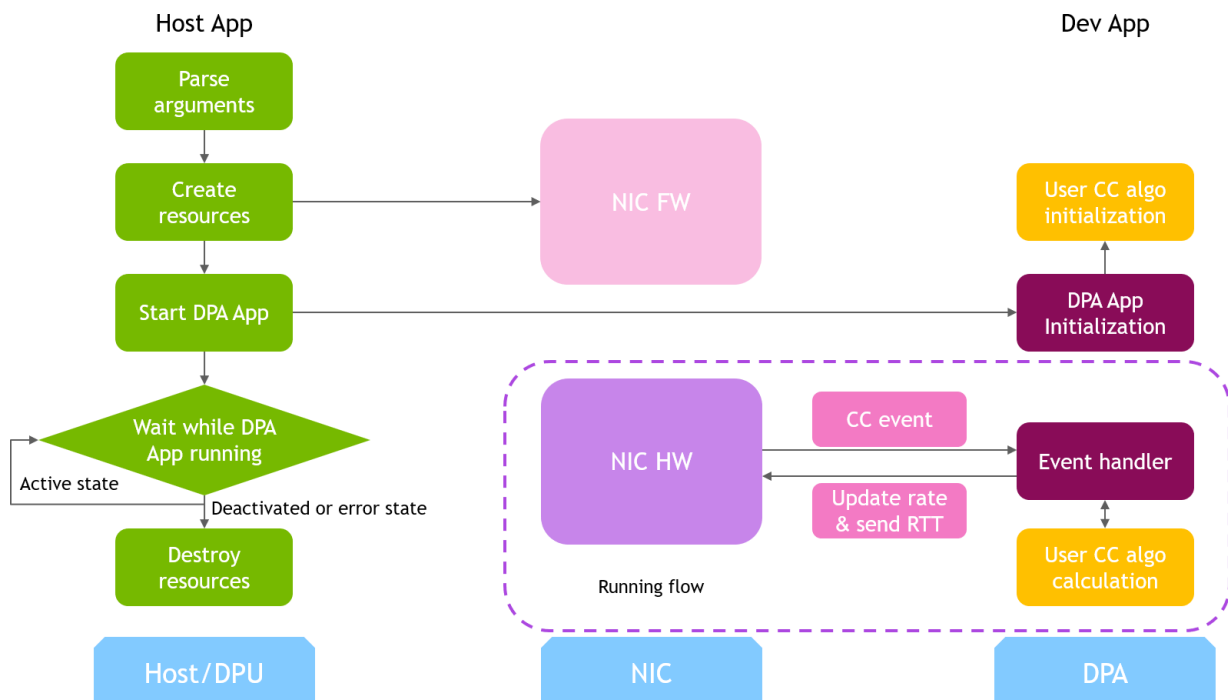 Host App
Dev App
Parse
arguments
Create
resources
NIC FW
User CC algo
initialization
Start DPA App
DPA App
Initialization
Wait while DPA
App running
Active state
Deactivated or error state
Destroy
resources
NIC HW
CC event
Update rate
& send RTT
Event handler
User CC algo
calculation
Running flow
Host/DPU
NIC
DPA